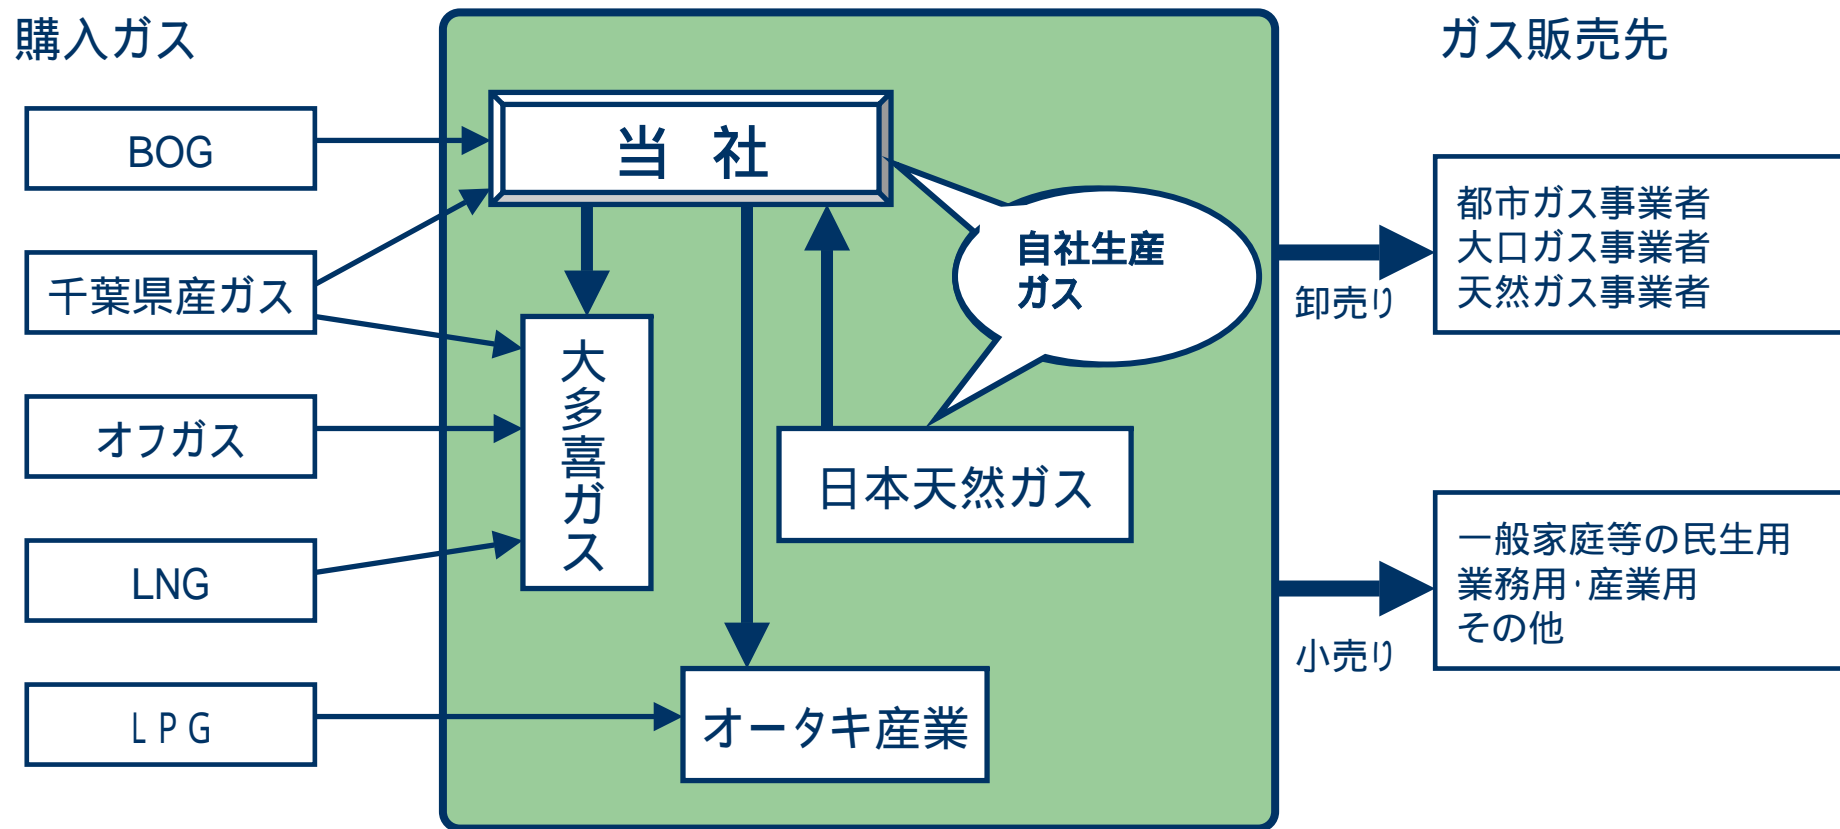 購入ガス
ガス販売先
BOG
千葉県産ガス
オフガス
LNG
ＬＰＧ
当　社
自社生産
ガス
大多喜ガス
日本天然ガス
オータキ産業
卸売り
小売り
都市ガス事業者
大口ガス事業者
天然ガス事業者
一般家庭等の民生用
業務用･産業用
その他